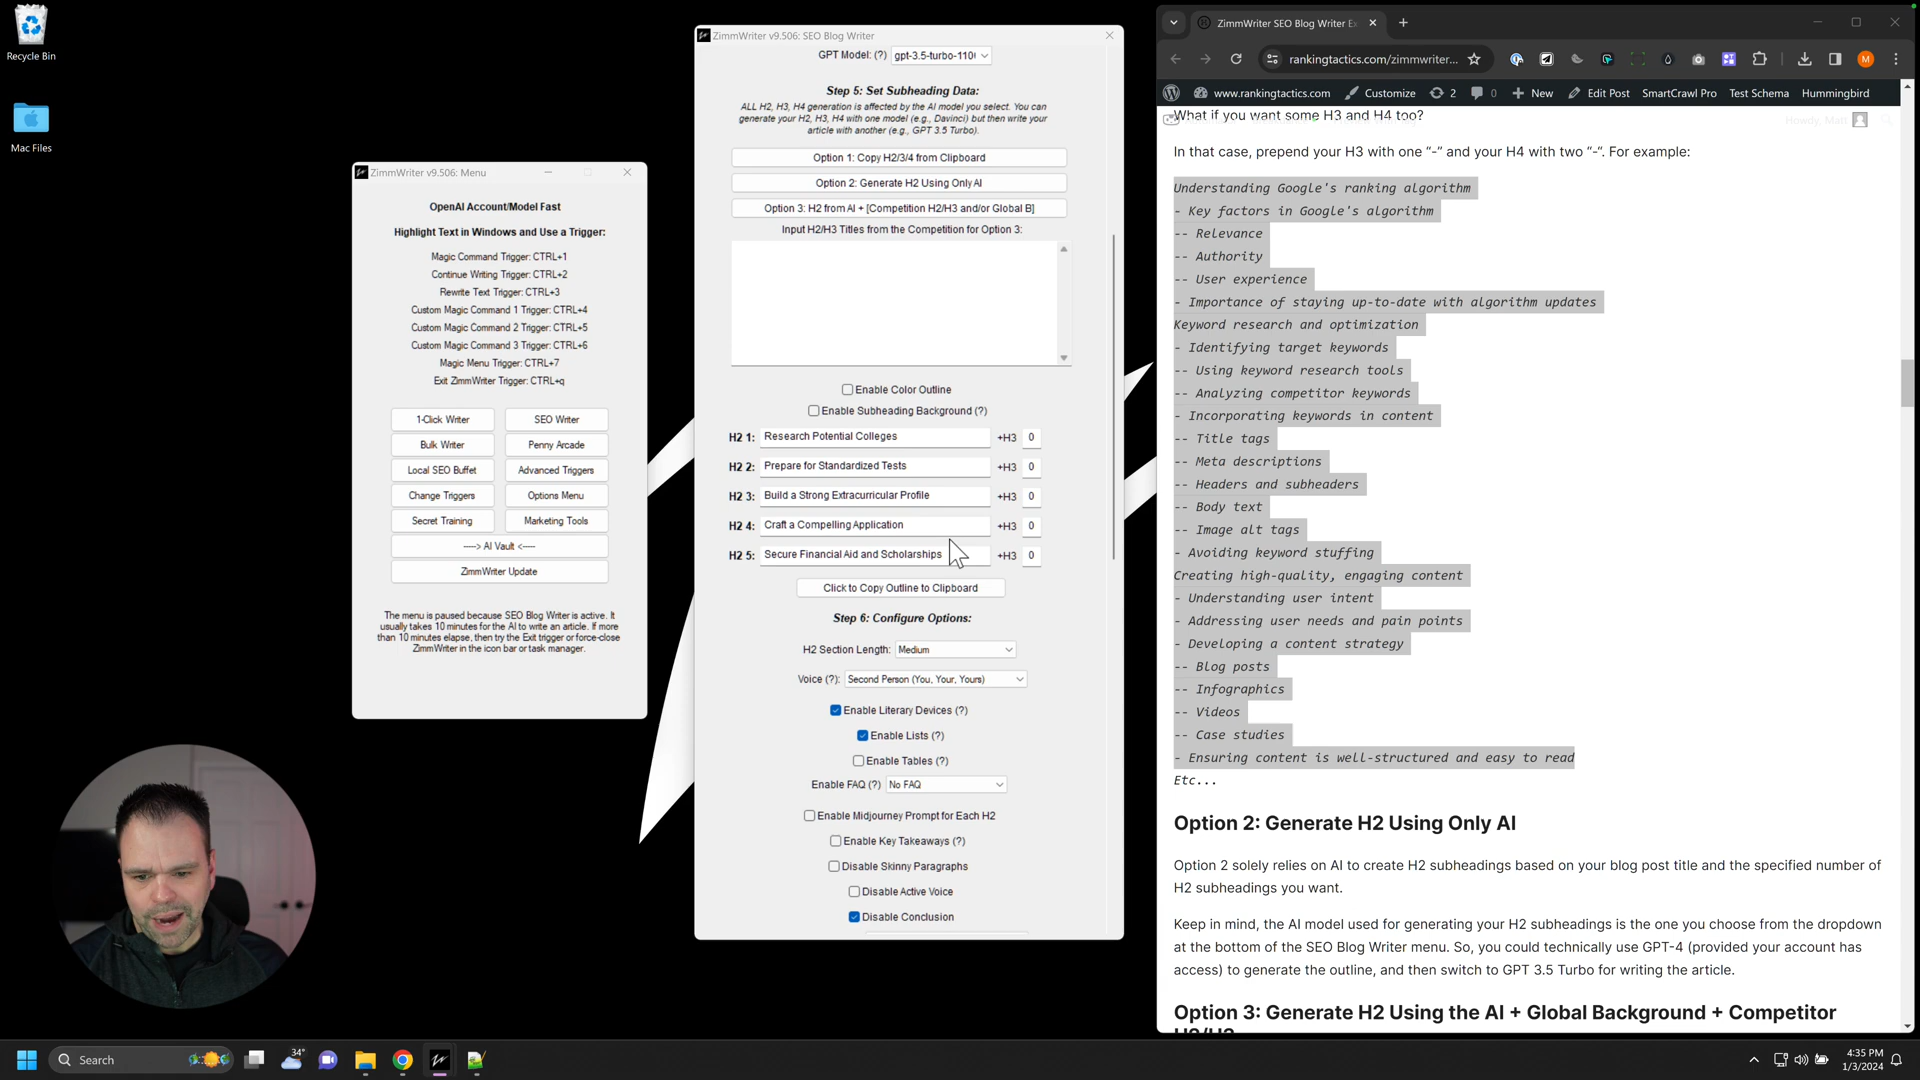 Recycle Bin
Mac Files
ZimmWriter v9.506: Menu
OpenAI Account/Model Fast
Highlight Text in Windows and Use a Trigger:
Magic Command Trigger: CTRL+1
Continue Writing Trigger: CTRL+2
Rewrite Text Trigger: CTRL+3
Custom Magic Command 1 Trigger: CTRL+4
Custom Magic Command 2 Trigger: CTRL+5
Custom Magic Command 3 Trigger: CTRL+6
Magic Menu Trigger: CTRL+7
Exit ZimmWriter Trigger: CTRL+q
1-Click Writer
SEO Writer
Bulk Writer
Penny Arcade
Local SEO Buffet
Advanced Triggers
Change Triggers
Options Menu
Secret Training
Marketing Tools
----> AI Vault <----
ZimmWriter Update
The menu is paused because SEO Blog Writer is active. It
usually takes 10 minutes for the AI to write an article. If more
than 10 minutes elapse, then try the Exit trigger or force-close
ZimmWriter in the icon bar or task manager.
ZimmWriter v9.506: SEO Blog Writer
GPT Model: (?) gpt-3.5-turbo-110
Step 5: Set Subheading Data:
ALL H2, H3, H4 generation is affected by the AI model you select. You can
generate your H2, H3, H4 with one model (e.g., Davinci) but then write your
article with another (e.g., GPT 3.5 Turbo).
Option 1: Copy H2/3/4 from Clipboard
Option 2: Generate H2 Using Only AI
Option 3: H2 from AI + [Competition H2/H3 and/or Global B]
Input H2/H3 Titles from the Competition for Option 3:
Enable Color Outline
Enable Subheading Background (?)
H2 1: Research Potential Colleges +H3 0
H2 2: Prepare for Standardized Tests +H3 0
H2 3: Build a Strong Extracurricular Profile +H3 0
H2 4: Craft a Compelling Application +H3 0
H2 5: Secure Financial Aid and Scholarships +H3 0
Click to Copy Outline to Clipboard
Step 6: Configure Options:
H2 Section Length: Medium
Voice (?): Second Person (You, Your, Yours)
Enable Literary Devices (?)
Enable Lists (?)
Enable Tables (?)
Enable FAQ (?) No FAQ
Enable Midjourney Prompt for Each H2
Enable Key Takeaways (?)
Disable Skinny Paragraphs
Disable Active Voice
Disable Conclusion
ZimmWriter SEO Blog Writer E
rankingtactics.com/zimmwriter...
M
www.rankingtactics.com Customize 2 0 New Edit Post SmartCrawl Pro Test Schema Hummingbird
Howdy, Matt
What if you want some H3 and H4 too?
In that case, prepend your H3 with one “-” and your H4 with two “-“. For example:
Understanding Google's ranking algorithm
- Key factors in Google's algorithm
-- Relevance
-- Authority
-- User experience
- Importance of staying up-to-date with algorithm updates
Keyword research and optimization
- Identifying target keywords
-- Using keyword research tools
-- Analyzing competitor keywords
- Incorporating keywords in content
-- Title tags
-- Meta descriptions
-- Headers and subheaders
-- Body text
-- Image alt tags
- Avoiding keyword stuffing
Creating high-quality, engaging content
- Understanding user intent
- Addressing user needs and pain points
- Developing a content strategy
-- Blog posts
-- Infographics
-- Videos
-- Case studies
- Ensuring content is well-structured and easy to read
Etc...
Option 2: Generate H2 Using Only AI
Option 2 solely relies on AI to create H2 subheadings based on your blog post title and the specified number of
H2 subheadings you want.
Keep in mind, the AI model used for generating your H2 subheadings is the one you choose from the dropdown
at the bottom of the SEO Blog Writer menu. So, you could technically use GPT-4 (provided your account has
access) to generate the outline, and then switch to GPT 3.5 Turbo for writing the article.
Option 3: Generate H2 Using the AI + Global Background + Competitor
H2/H3
Search
34°
4:35 PM
1/3/2024